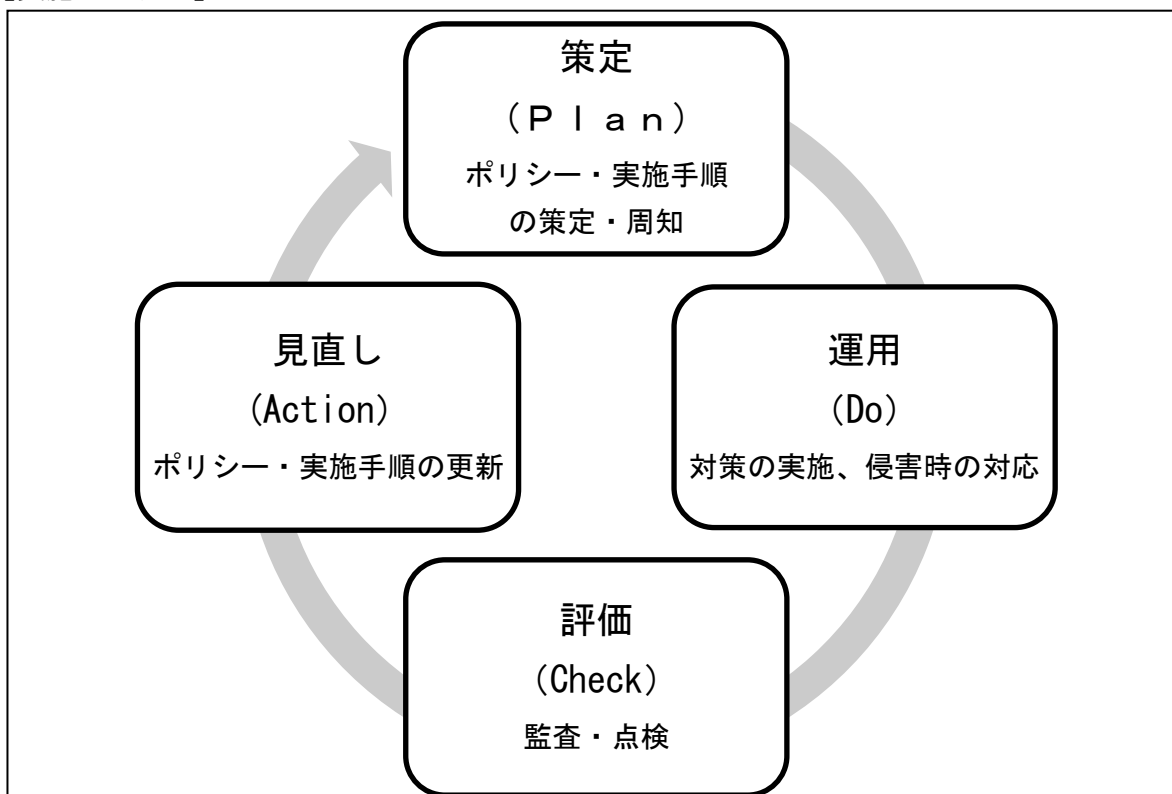 策定
(Ｐｌａｎ)
ポリシー・実施手順
の策定・周知
運用
(Do)
対策の実施、侵害時の対応
評価
(Check)
監査・点検
見直し
(Action)
ポリシー・実施手順の更新